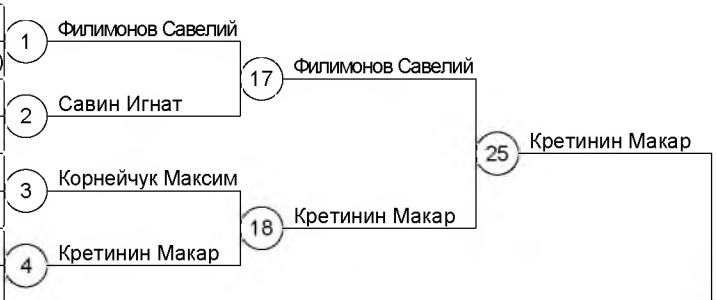 1 Филимонов Савелий
17 Филимонов Савелий
2 Савин Игнат
25 Кретинин Макар
3 Корнейчук Максим
18 Кретинин Макар
4 Кретинин Макар